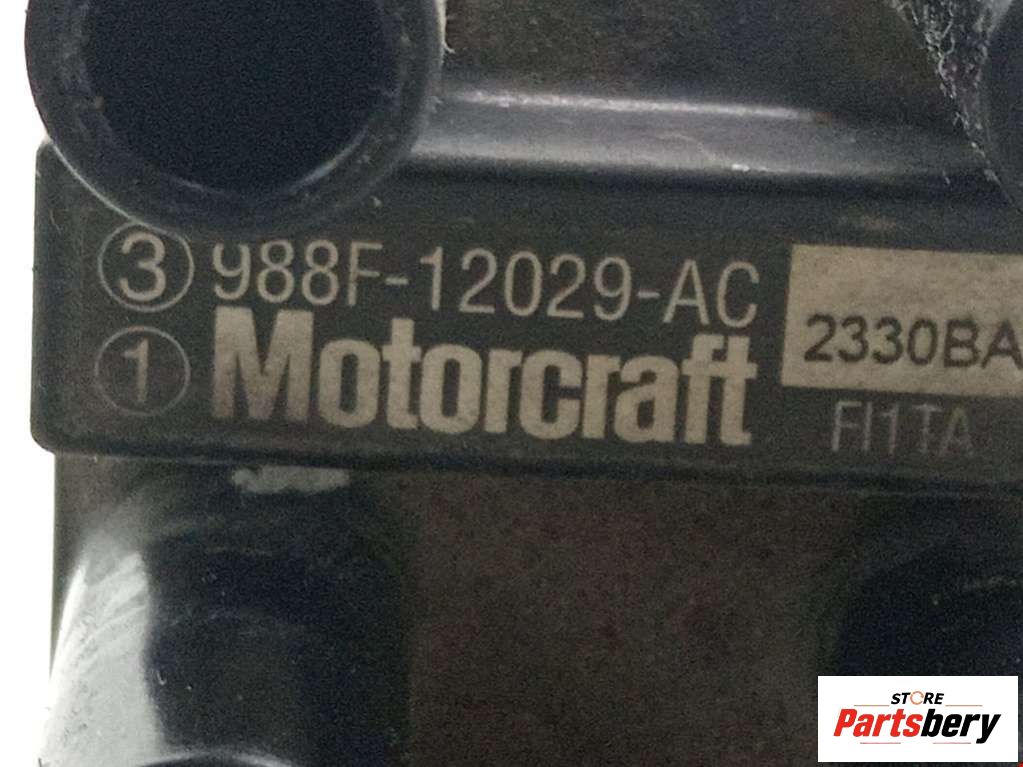 ③ 988F-12029-AC
① Motorcraft
2330BA
FI1TA
STORE
Partsbery